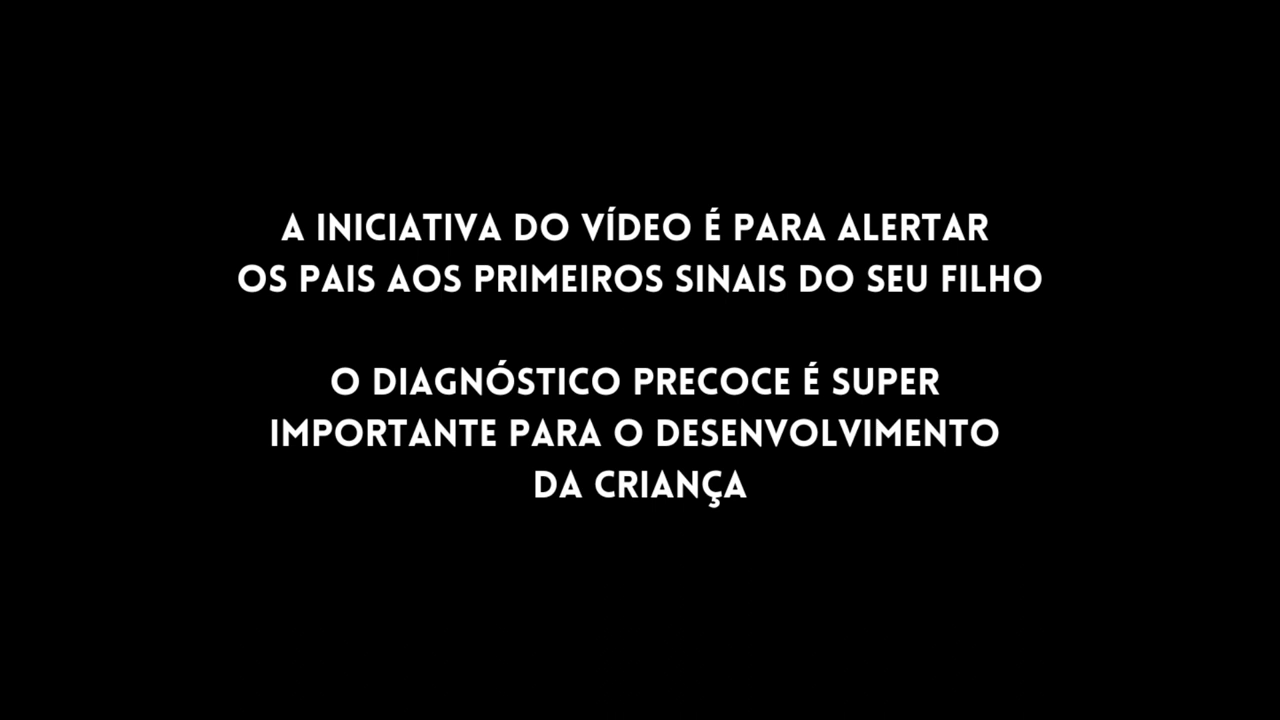 A INICIATIVA DO VÍDEO É PARA ALERTAR
OS PAIS AOS PRIMEIROS SINAIS DO SEU FILHO
O DIAGNÓSTICO PRECOCE É SUPER
IMPORTANTE PARA O DESENVOLVIMENTO
DA CRIANÇA